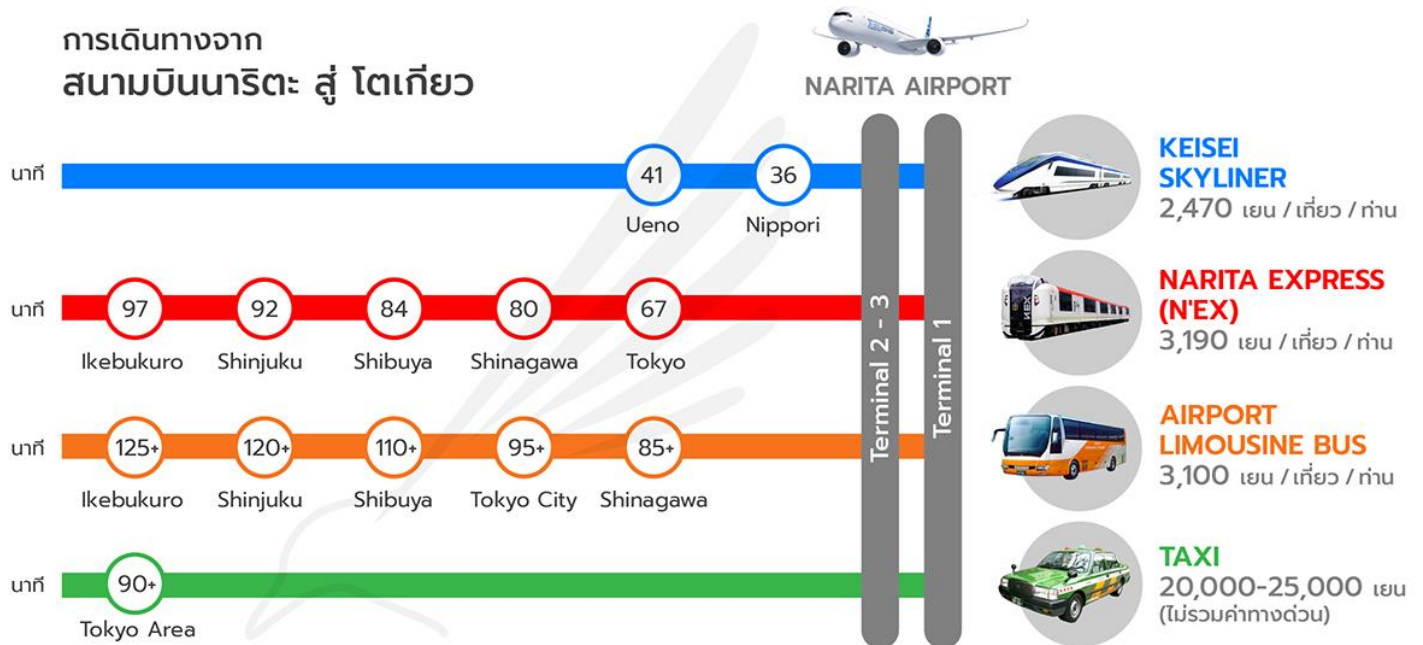 การเดินทางจาก
สนามบินนาริตะ สู่ โตเกียว
NARITA AIRPORT
นาที
41
36
Ueno
Nippori
KEISEI
SKYLINER
2,470 เยน / เที่ยว / ท่าน
นาที
97
92
84
80
67
Ikebukuro
Shinjuku
Shibuya
Shinagawa
Tokyo
N'EX
NARITA EXPRESS
(N'EX)
3,190 เยน / เที่ยว / ท่าน
Terminal 2 - 3
Terminal 1
นาที
125+
120+
110+
95+
85+
Ikebukuro
Shinjuku
Shibuya
Tokyo City
Shinagawa
AIRPORT
LIMOUSINE BUS
3,100 เยน / เที่ยว / ท่าน
นาที
90+
Tokyo Area
TAXI
20,000-25,000 เยน
(ไม่รวมค่าทางด่วน)